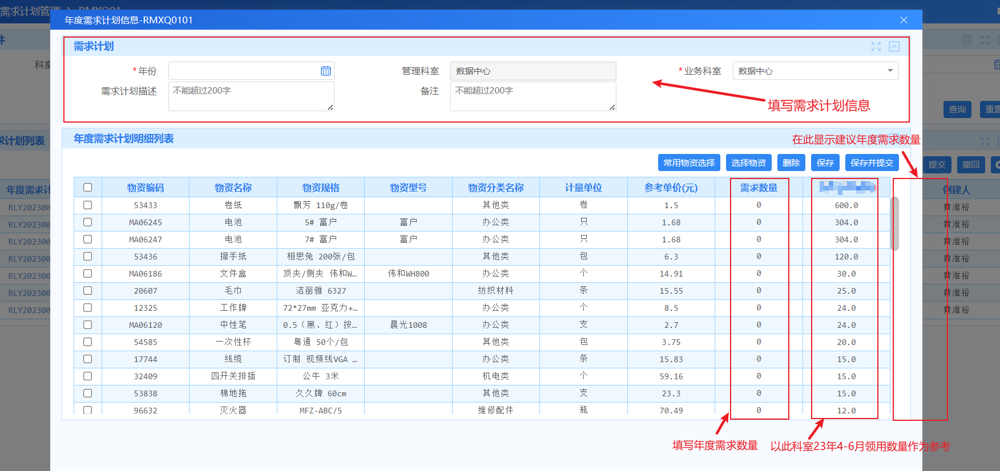 需求计划管理 > RMXQ01
年度需求计划信息-RMXQ0101
件
需求计划
科室
*年份
管理科室 数据中心
*业务科室 数据中心
需求计划描述 不能超过200字
备注 不能超过200字
填写需求计划信息
查询 重置
求计划列表
年度需求计划明细列表
在此显示建议年度需求数量
常用物资选择 选择物资 删除 保存 保存并提交
提交 撤回
年度需求计 物资编码 物资名称 物资规格 物资型号 物资分类名称 计量单位 参考单价(元) 需求数量 创建人
RLY202300 53433 卷纸 飘芳 110g/卷 其他类 卷 1.5 0 600.0 黄淮裕
RLY202300 MA06245 电池 5# 富户 富户 办公类 只 1.68 0 304.0 黄淮裕
RLY202300 MA06247 电池 7# 富户 富户 办公类 只 1.68 0 304.0 黄淮裕
RLY202300 53436 擦手纸 相思兔 200张/包 其他类 包 6.3 0 120.0 黄淮裕
RLY202300 MA06186 文件盒 顶夹/侧夹 伟和W… 伟和WH800 办公类 个 14.91 0 30.0 黄淮裕
RLY202300 20607 毛巾 洁丽雅 6327 纺织材料 条 15.55 0 25.0 黄淮裕
RLY202300 12325 工作牌 72*27mm 亚克力+… 办公类 个 8.5 0 24.0 黄淮裕
MA06120 中性笔 0.5（黑、红）按… 晨光1008 办公类 支 2.7 0 24.0
54585 一次性杯 粤通 50个/包 其他类 包 3.75 0 20.0
17744 线缆 订制 视频线VGA … 办公类 条 15.83 0 15.0
32409 四开关排插 公牛 3米 机电类 个 59.16 0 15.0
53838 棉地拖 久久牌 60cm 其他类 支 23.3 0 15.0
96632 灭火器 MFZ-ABC/5 维修配件 瓶 70.49 0 12.0
填写年度需求数量
以此科室23年4-6月领用数量作为参考